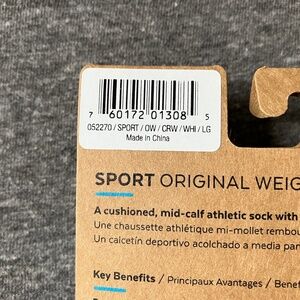 7 60172 01308 5
052270 / SPORT / OW / CRW / WHI / LG
Made in China
SPORT ORIGINAL WEIG
A cushioned, mid-calf athletic sock with
Une chaussette athlétique mi-mollet rembou
Un calcetín deportivo acolchado a media pan
Key Benefits / Principaux Avantages / Benef